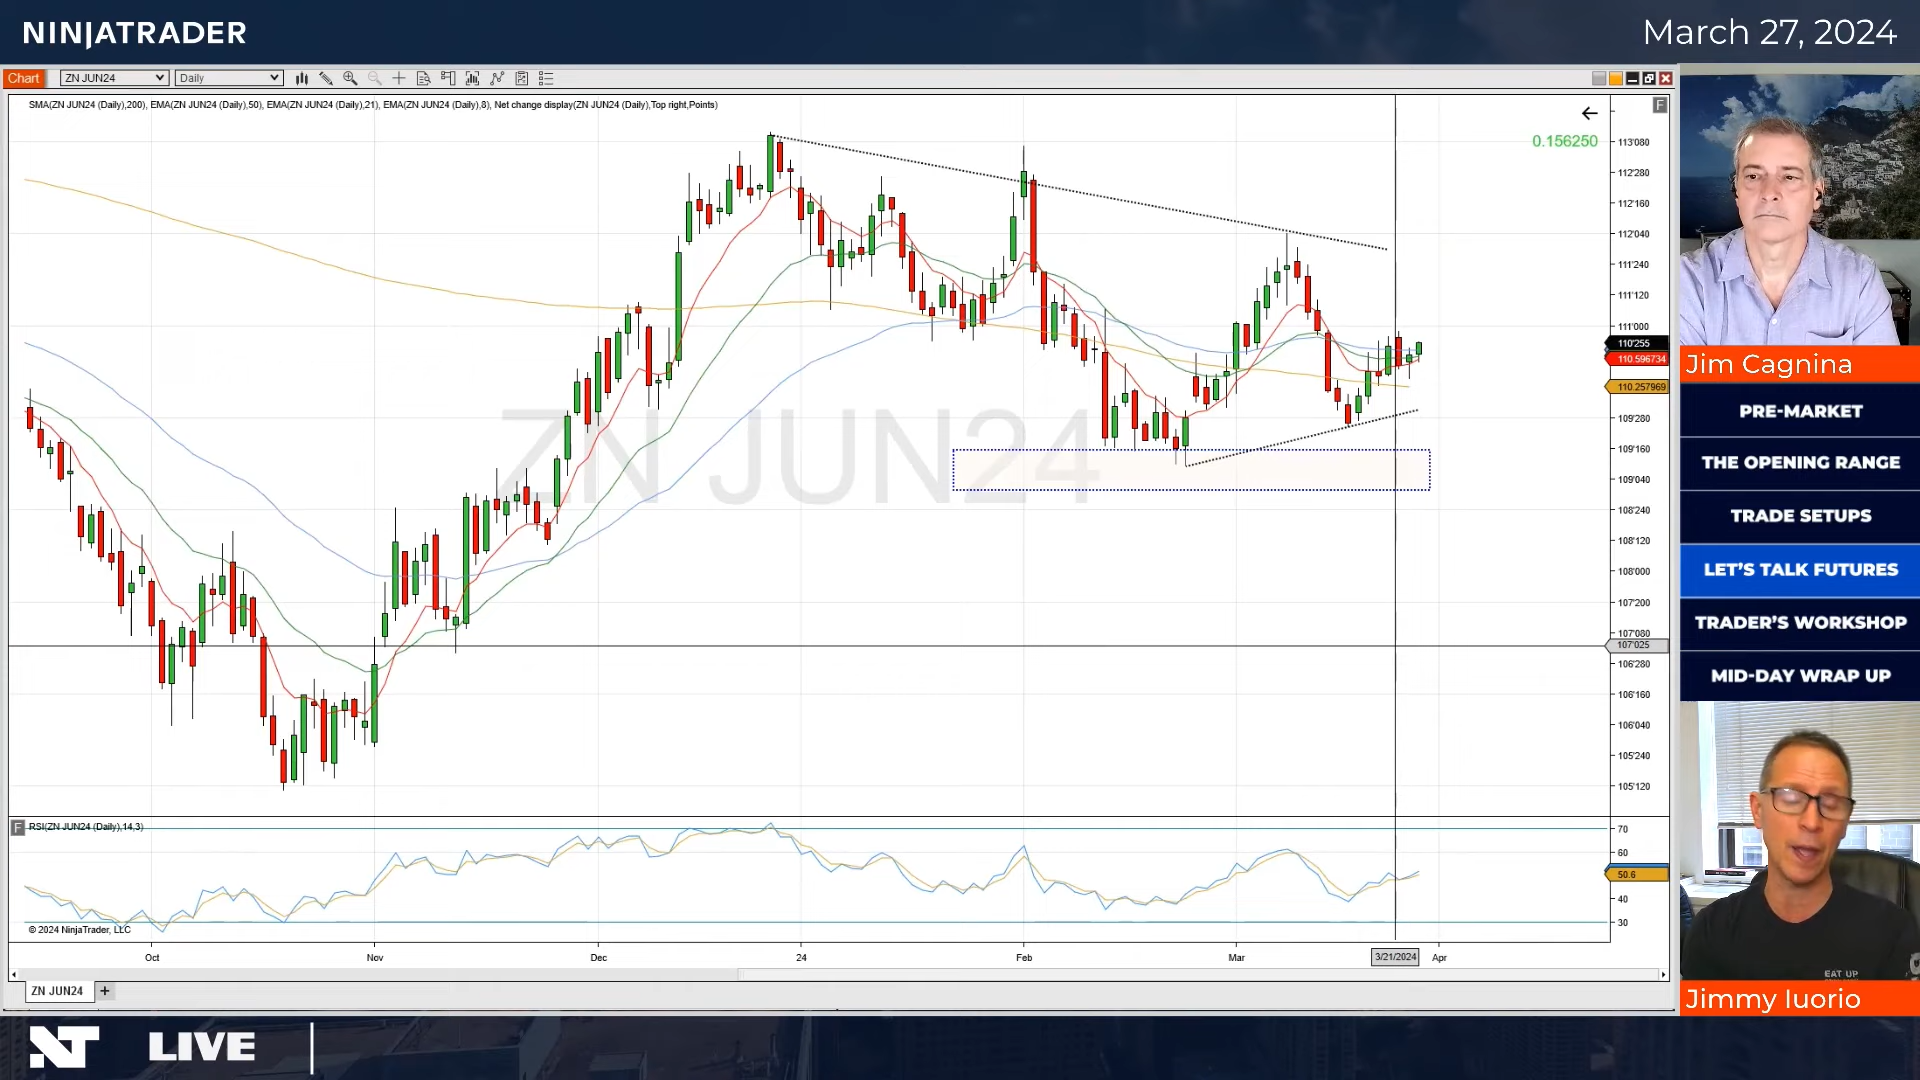 NINJATRADER
March 27, 2024
Chart
ZN JUN24
Daily
SMA(ZN JUN24 (Daily),200), EMA(ZN JUN24 (Daily),50), EMA(ZN JUN24 (Daily),21), EMA(ZN JUN24 (Daily),8), Net change display(ZN JUN24 (Daily),Top right,Points)
F
0.156250
ZN JUN24
113'080
112'280
112'160
112'040
111'240
111'120
111'000
110'255
110.596734
110.257969
109'280
109'160
109'040
108'240
108'120
108'000
107'200
107'080
107'025
106'280
106'160
106'040
105'240
105'120
F
RSI(ZN JUN24 (Daily),14,3)
70
60
50.6
40
30
© 2024 NinjaTrader, LLC
Oct
Nov
Dec
24
Feb
Mar
3/21/2024
Apr
ZN JUN24
+
Jim Cagnina
PRE-MARKET
THE OPENING RANGE
TRADE SETUPS
LET'S TALK FUTURES
TRADER'S WORKSHOP
MID-DAY WRAP UP
EAT UP
Jimmy Iuorio
NT LIVE